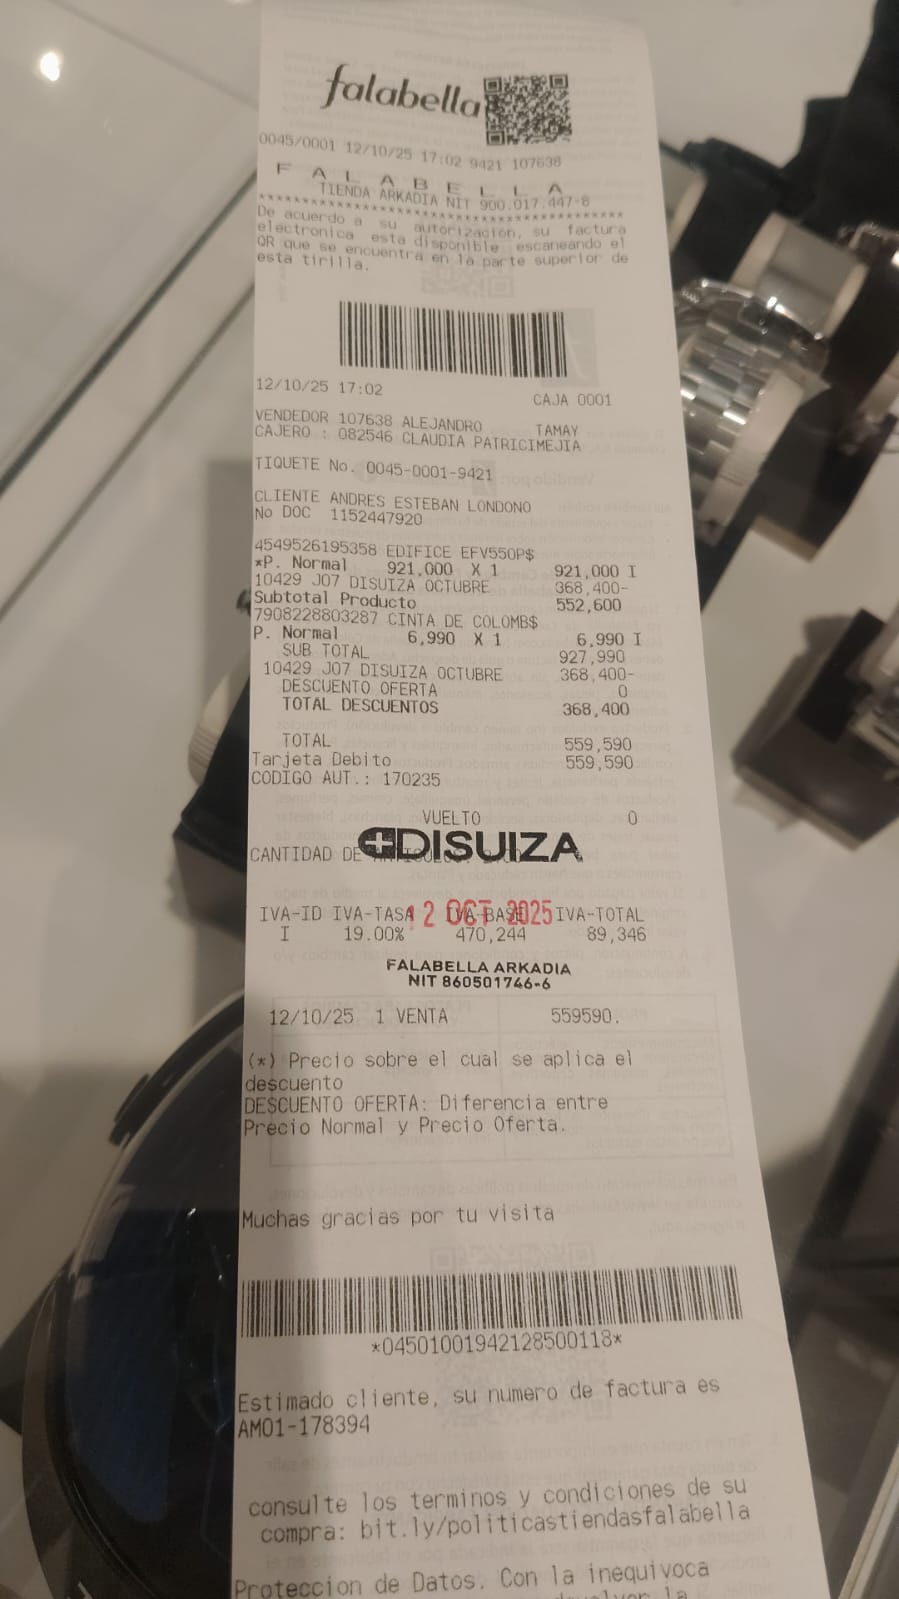 falabella
0045/0001 12/10/25 17:02 9421 107638
F A L A B E L L A
TIENDA ARKADIA NIT 900.017.447-8
****************************************
De acuerdo a su autorizacion, su factura
electronica esta disponible escaneando el
QR que se encuentra en la parte superior de
esta tirilla.
12/10/25 17:02
CAJA 0001
VENDEDOR 107638 ALEJANDRO TAMAY
CAJERO : 082546 CLAUDIA PATRICIMEJIA
TIQUETE No. 0045-0001-9421
CLIENTE ANDRES ESTEBAN LONDONO
No DOC 1152447920
4549526195358 EDIFICE EFV550P$
*P. Normal 921,000 X 1 921,000 I
10429 J07 DISUIZA OCTUBRE 368,400-
Subtotal Producto 552,600
7908228803287 CINTA DE COLOMB$
P. Normal 6,990 X 1 6,990 I
SUB TOTAL 927,990
10429 J07 DISUIZA OCTUBRE 368,400-
DESCUENTO OFERTA 0
TOTAL DESCUENTOS 368,400
TOTAL 559,590
Tarjeta Debito 559,590
CODIGO AUT.: 170235
VUELTO 0
DISUIZA
CANTIDAD DE
IVA-ID IVA-TASA IVA-BASE IVA-TOTAL
12 OCT 2025
I 19.00% 470,244 89,346
FALABELLA ARKADIA
NIT 860501746-6
12/10/25 1 VENTA 559590.
(*) Precio sobre el cual se aplica el
descuento
DESCUENTO OFERTA: Diferencia entre
Precio Normal y Precio Oferta.
Muchas gracias por tu visita
*04501001942128500118*
Estimado cliente, su numero de factura es
AM01-178394
consulte los terminos y condiciones de su
compra: bit.ly/politicastiendasfalabella
Proteccion de Datos. Con la inequivoca